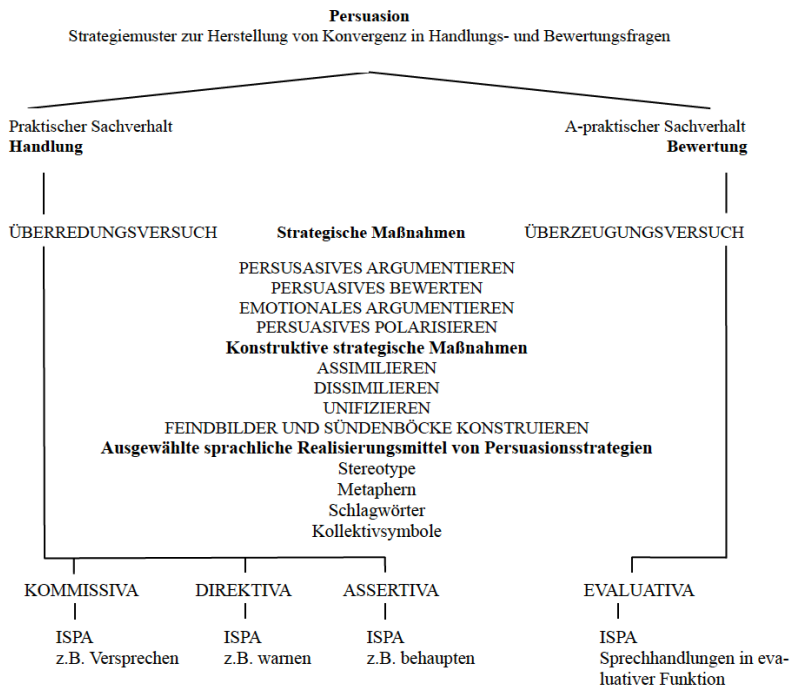 Persuasion
Strategiemuster zur Herstellung von Konvergenz in Handlungs- und Bewertungsfragen
Praktischer Sachverhalt
Handlung
A-praktischer Sachverhalt
Bewertung
ÜBERREDUNGSVERSUCH
Strategische Maßnahmen
ÜBERZEUGUNGSVERSUCH
PERSUSASIVES ARGUMENTIEREN
PERSUASIVES BEWERTEN
EMOTIONALES ARGUMENTIEREN
PERSUASIVES POLARISIEREN
Konstruktive strategische Maßnahmen
ASSIMILIEREN
DISSIMILIEREN
UNIFIZIEREN
FEINDBILDER UND SÜNDENBÖCKE KONSTRUIEREN
Ausgewählte sprachliche Realisierungsmittel von Persuasionsstrategien
Stereotype
Metaphern
Schlagwörter
Kollektivsymbole
KOMMISSIVA
DIREKTIVA
ASSERTIVA
EVALUATIVA
ISPA
z.B. Versprechen
ISPA
z.B. warnen
ISPA
z.B. behaupten
ISPA
Sprechhandlungen in eva-
luativer Funktion